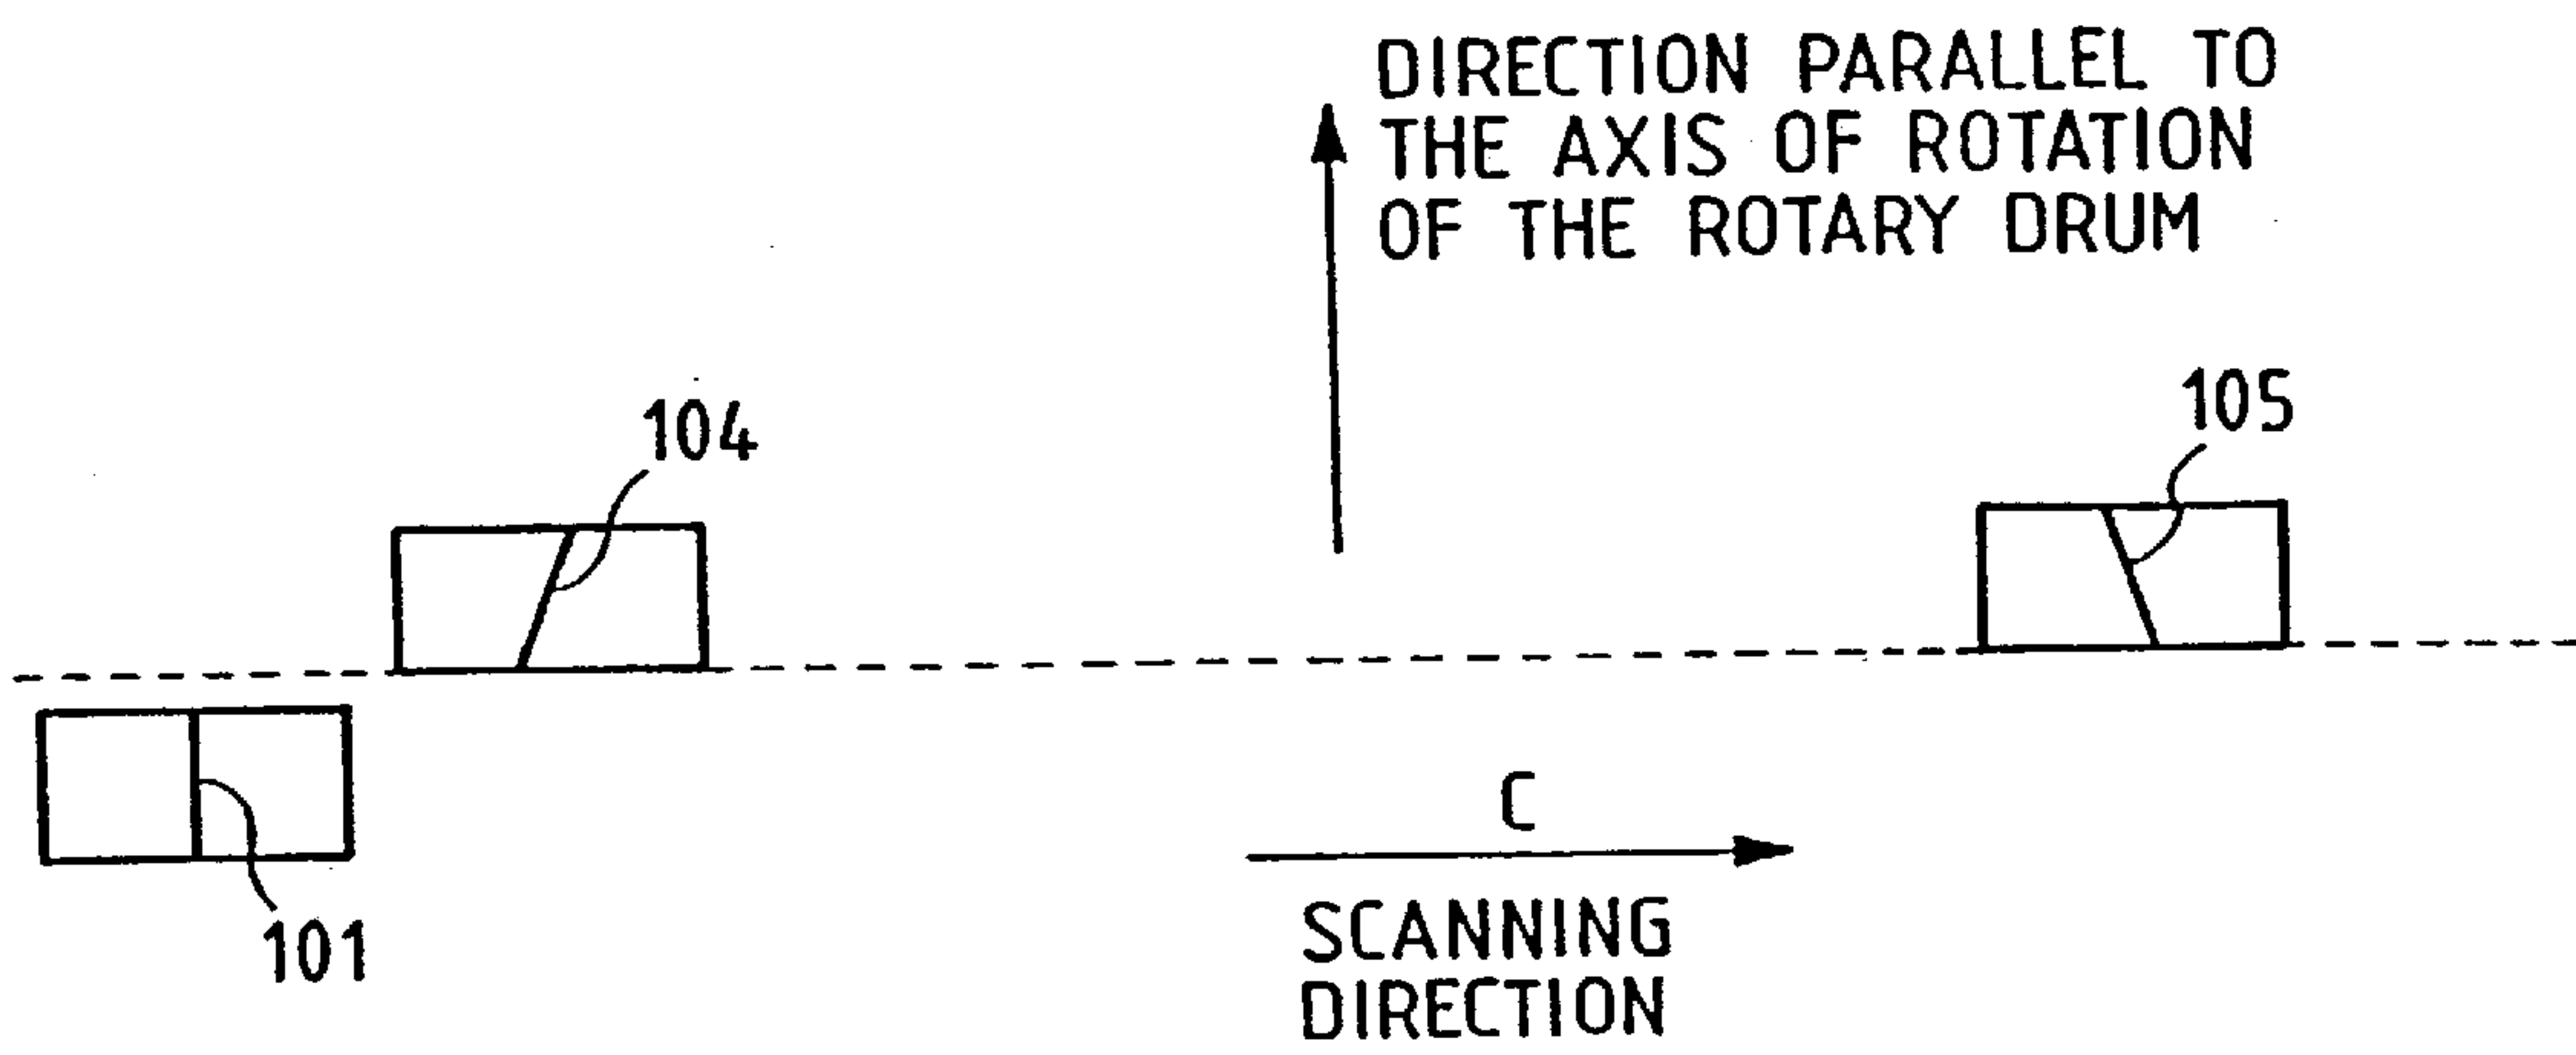 DIRECTION PARALLEL TO
THE AXIS OF ROTATION
OF THE ROTARY DRUM
104
105
C
SCANNING
DIRECTION
101